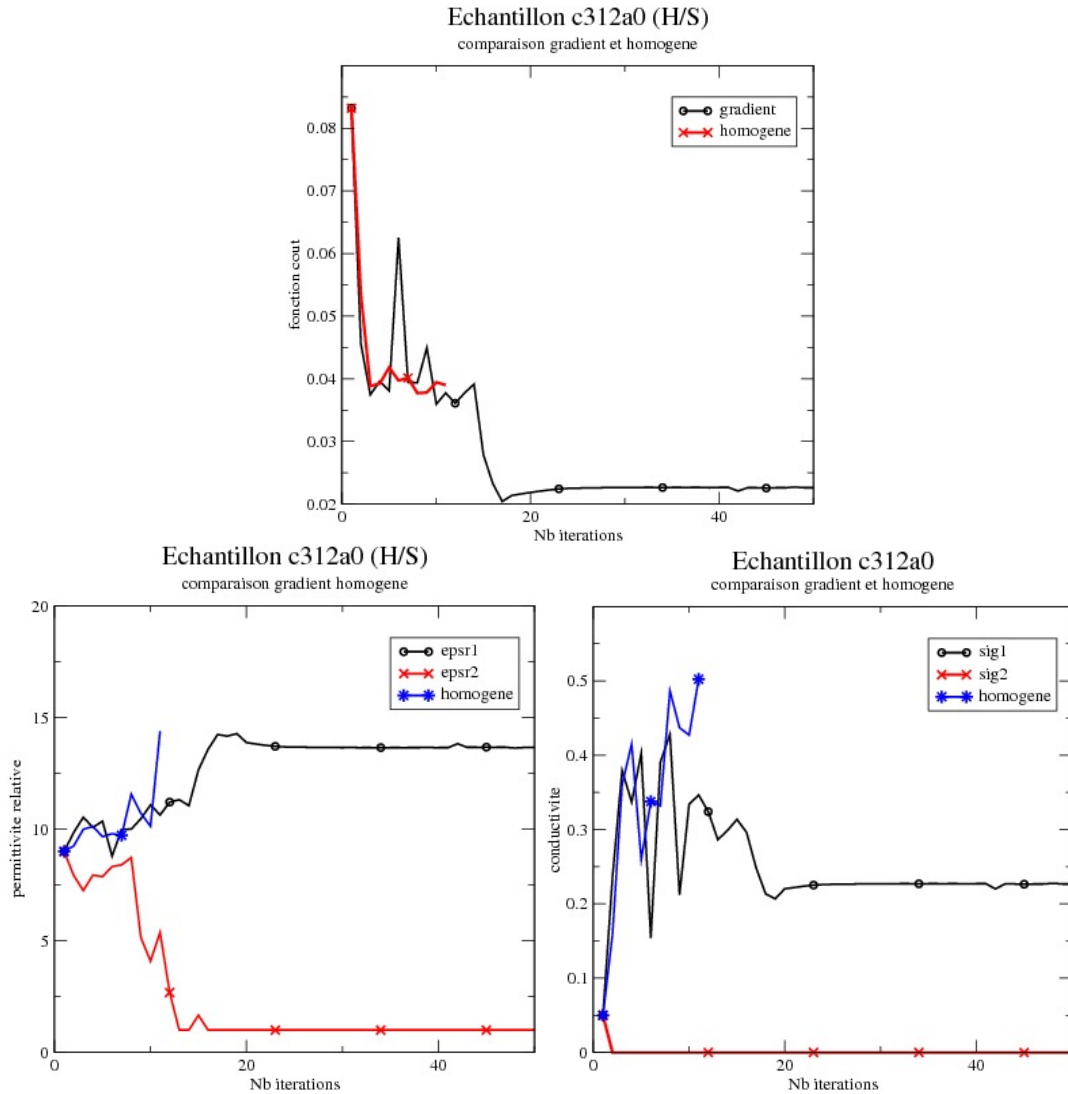 Echantillon c312a0 (H/S)
comparaison gradient et homogene
gradient
homogene
fonction cout
0.08
0.07
0.06
0.05
0.04
0.03
0.02
0
20
40
Nb iterations
Echantillon c312a0 (H/S)
comparaison gradient homogene
epsr1
epsr2
homogene
permittivite relative
20
15
10
5
0
0
20
40
Nb iterations
Echantillon c312a0
comparaison gradient et homogene
sig1
sig2
homogene
conductivite
0.5
0.4
0.3
0.2
0.1
0
0
20
40
Nb iterations